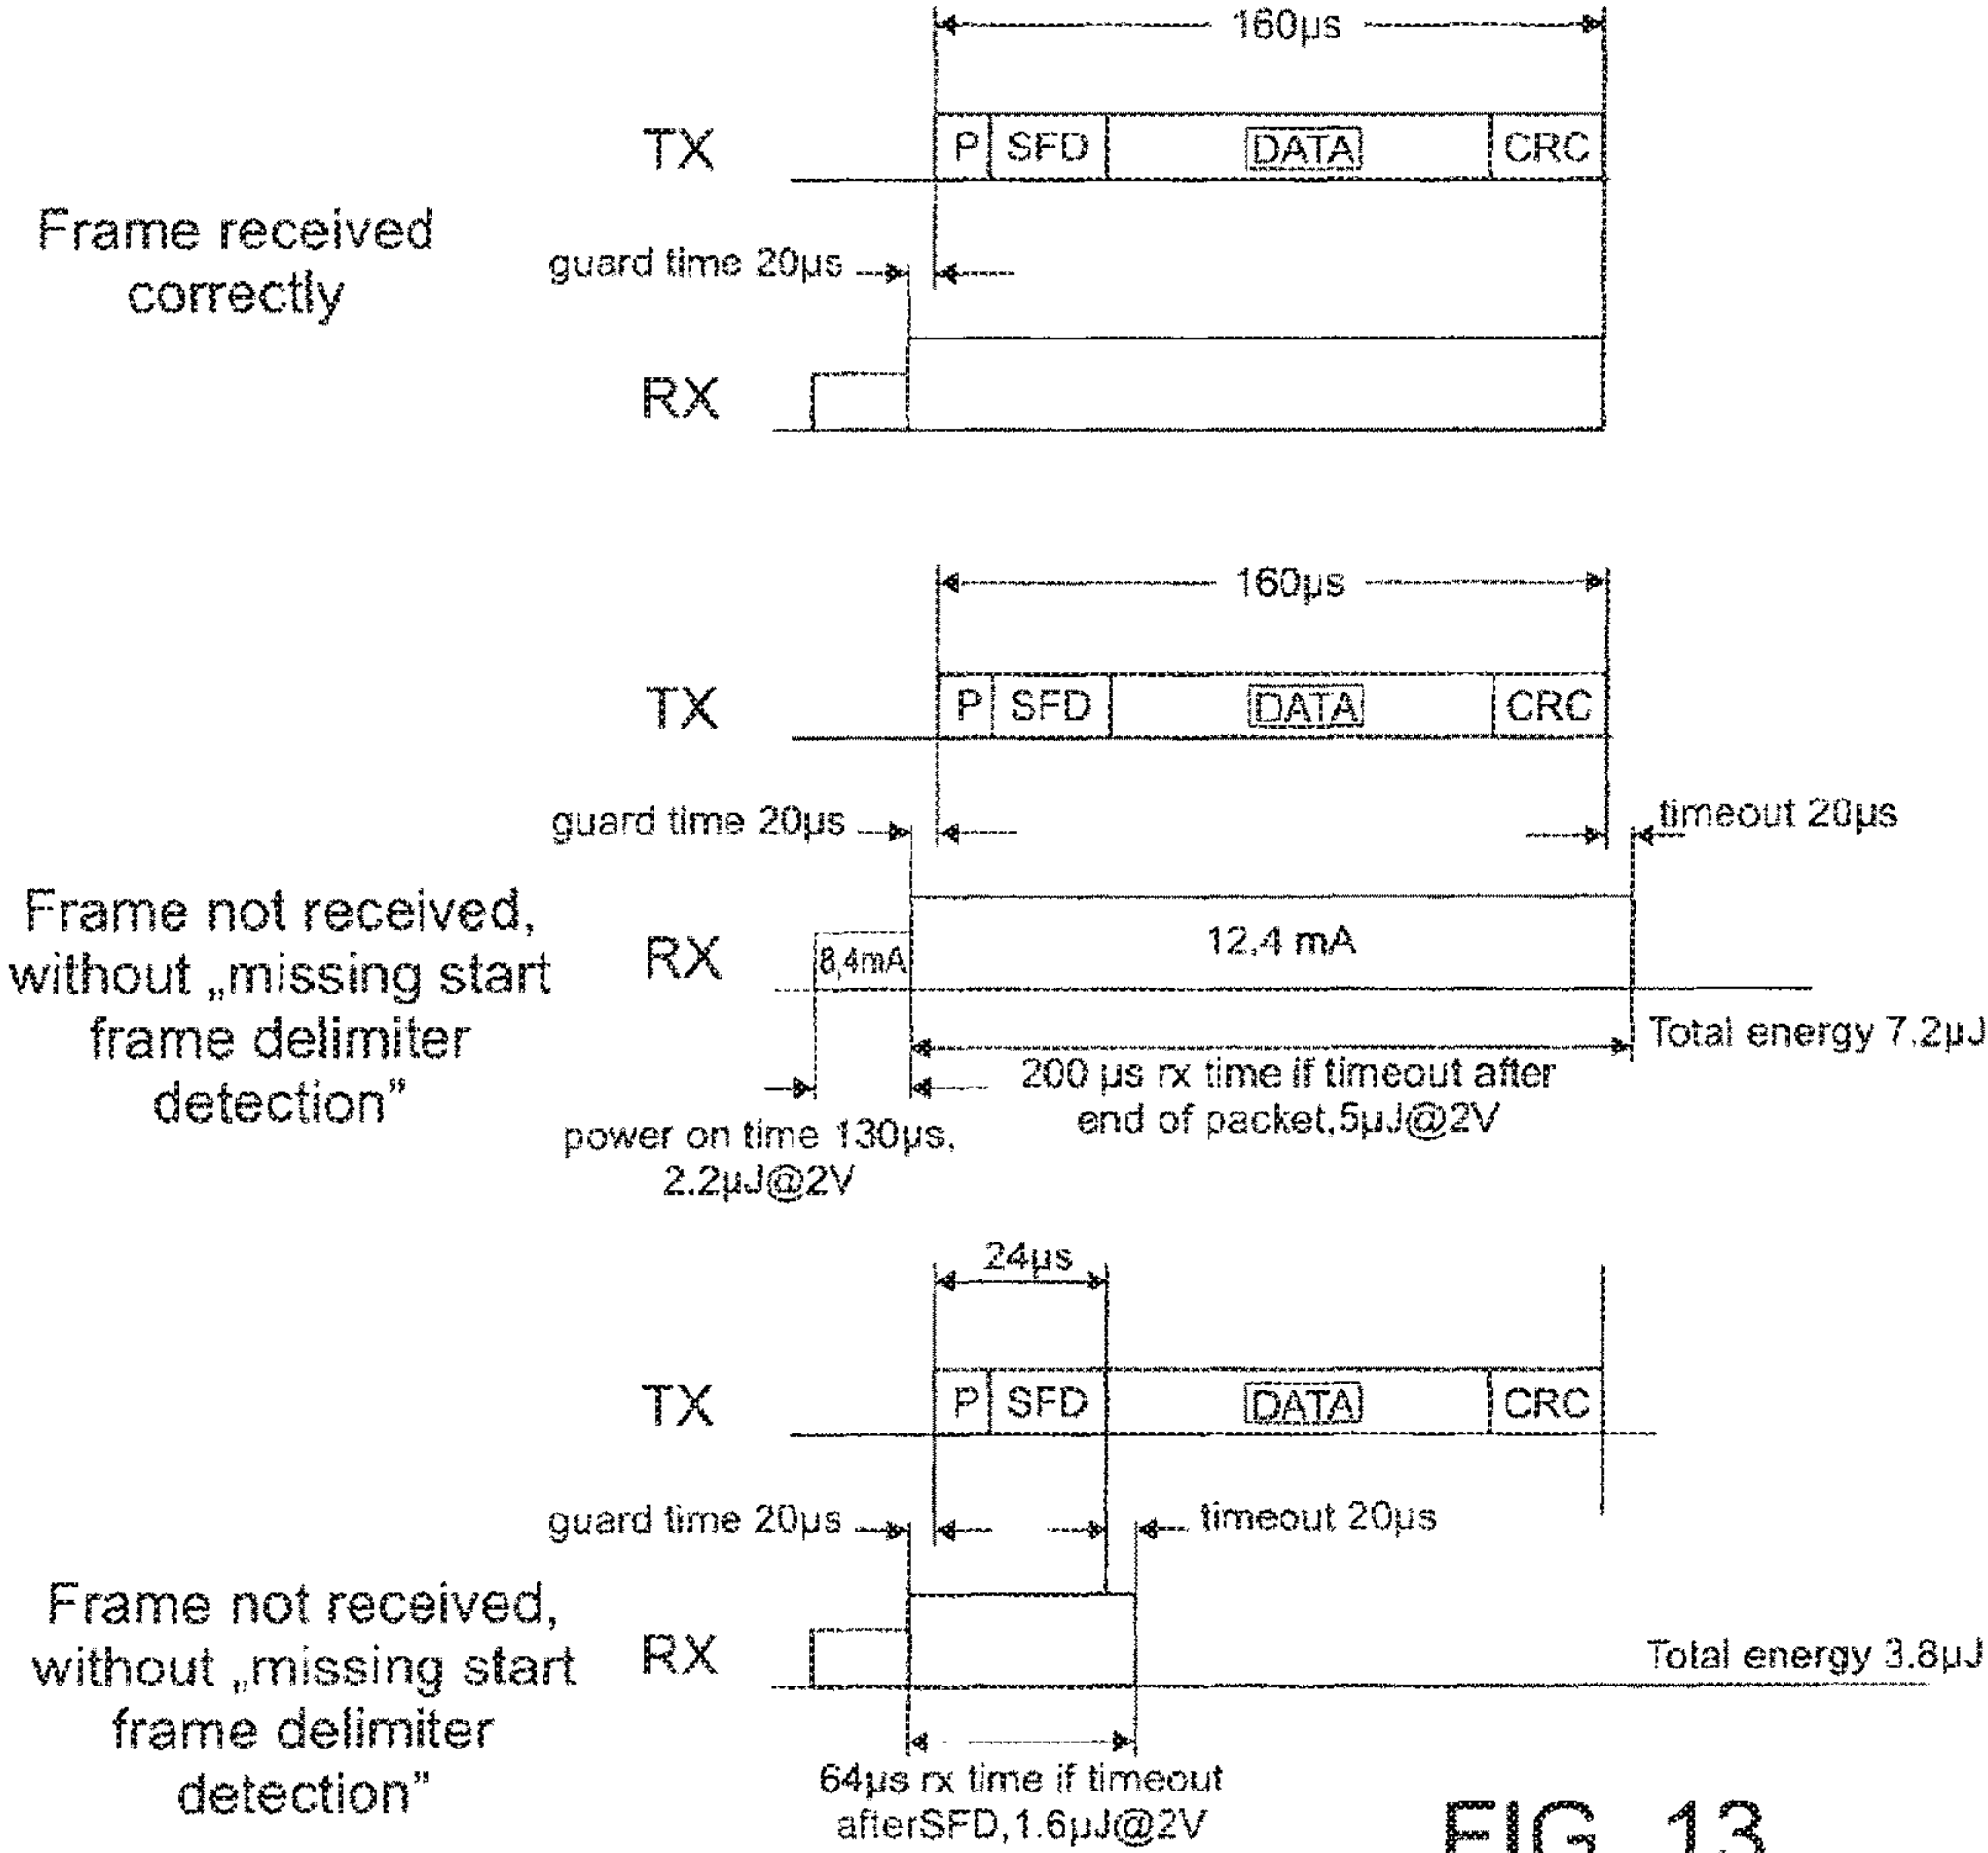 160µs
TX
P SFD DATA CRC
Frame received
correctly
guard time 20µs
RX
160µs
TX
P SFD DATA CRC
guard time 20µs
timeout 20µs
Frame not received,
without „missing start
frame delimiter
detection”
RX
8,4mA
12,4 mA
Total energy 7.2µJ
200 µs rx time if timeout after
end of packet,5µJ@2V
power on time 130µs,
2.2µJ@2V
24µs
TX
P SFD DATA CRC
guard time 20µs
timeout 20µs
Frame not received,
without „missing start
frame delimiter
detection”
RX
Total energy 3.8µJ
64µs rx time if timeout
afterSFD,1.6µJ@2V
FIG. 13